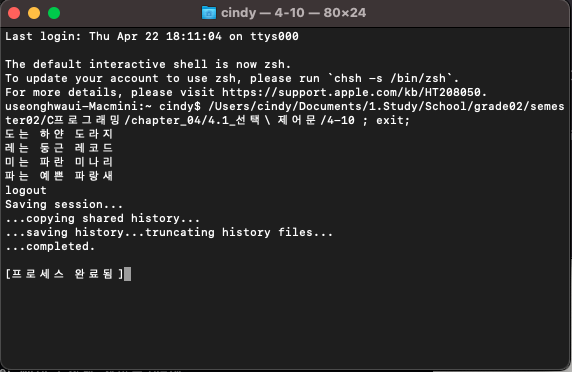 cindy — 4-10 — 80×24
Last login: Thu Apr 22 18:11:04 on ttys000
The default interactive shell is now zsh.
To update your account to use zsh, please run `chsh -s /bin/zsh`.
For more details, please visit https://support.apple.com/kb/HT208050.
useonghwaui-Macmini:~ cindy$ /Users/cindy/Documents/1.Study/School/grade02/semes
ter02/C프로그래밍/chapter_04/4.1_선택\ 제어문/4-10 ; exit;
도는 하얀 도라지
레는 둥근 레코드
미는 파란 미나리
파는 예쁜 파랑새
logout
Saving session...
...copying shared history...
...saving history...truncating history files...
...completed.
[프로세스 완료됨]